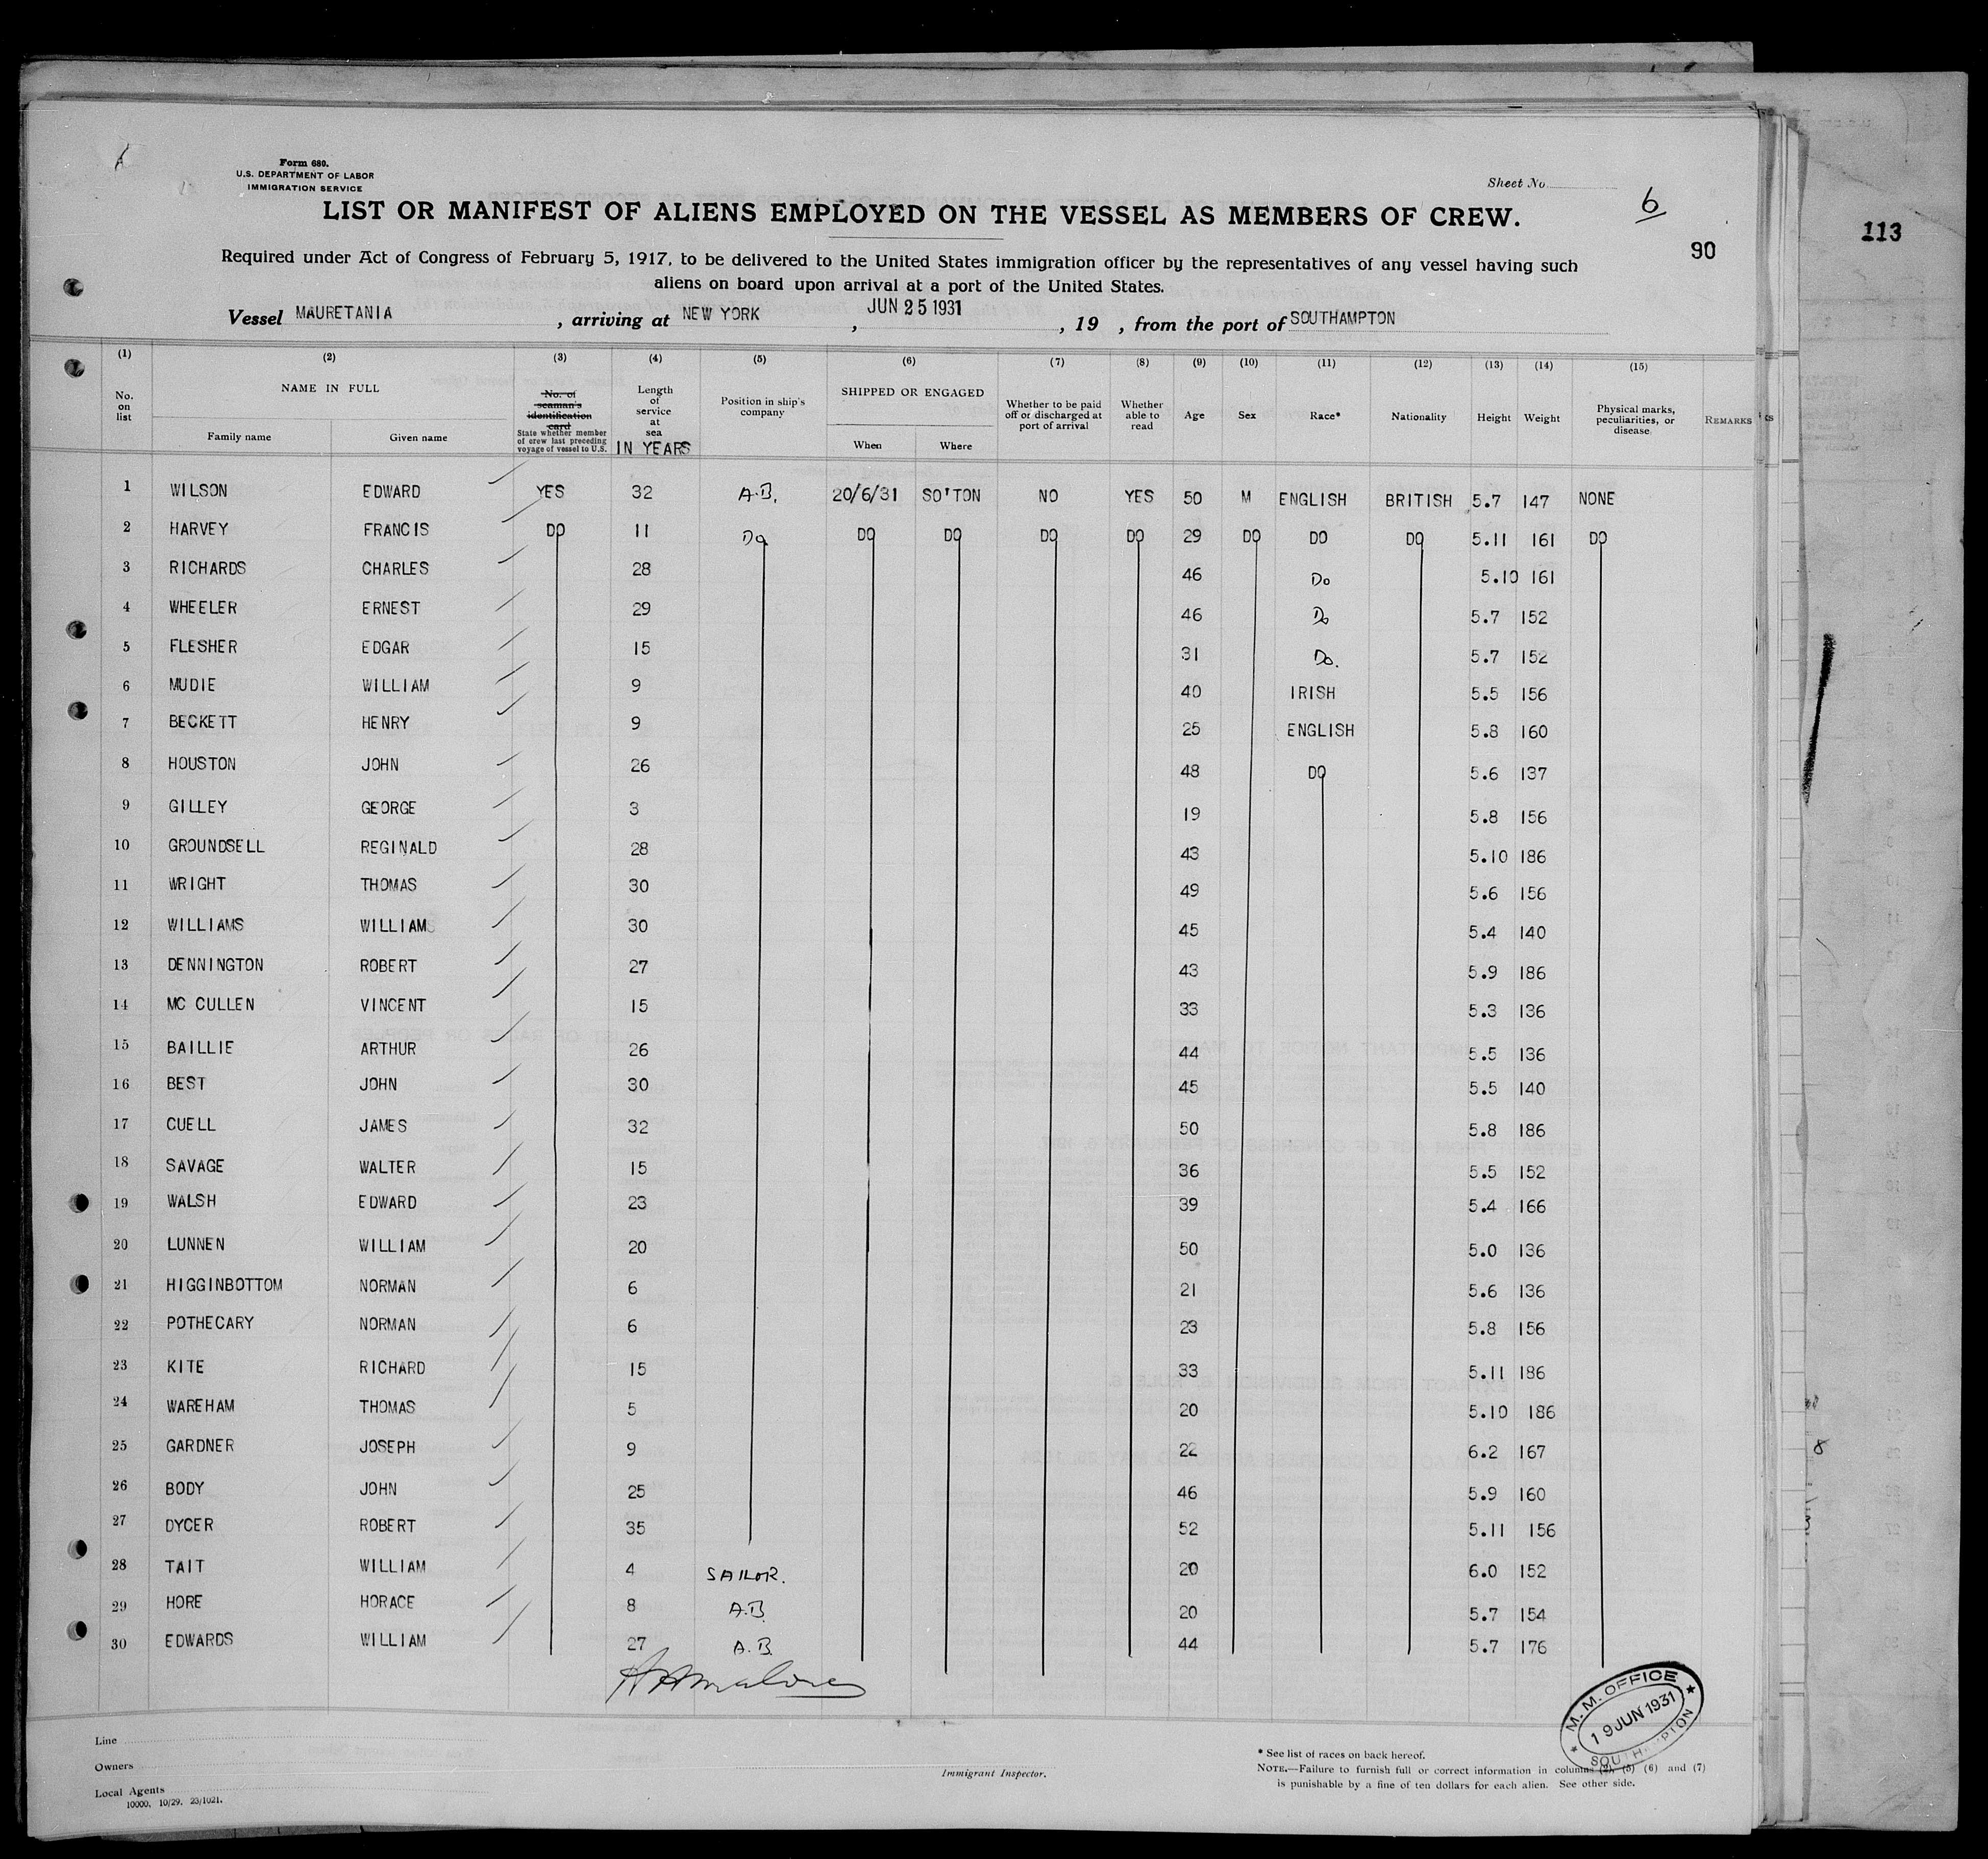 Form 680.
U.S. DEPARTMENT OF LABOR
IMMIGRATION SERVICE
Sheet No.
6
LIST OR MANIFEST OF ALIENS EMPLOYED ON THE VESSEL AS MEMBERS OF CREW.
113
90
Required under Act of Congress of February 5, 1917, to be delivered to the United States immigration officer by the representatives of any vessel having such
aliens on board upon arrival at a port of the United States.
Vessel MAURETANIA , arriving at NEW YORK , JUN 25 1931 , 19 , from the port of SOUTHAMPTON
(1) (2) (3) (4) (5) (6) (7) (8) (9) (10) (11) (12) (13) (14) (15)
No. on list
NAME IN FULL
Family name Given name
No. of seaman's identification card
State whether member of crew last preceding voyage of vessel to U.S.
Length of service at sea IN YEARS
Position in ship's company
SHIPPED OR ENGAGED
When Where
Whether to be paid off or discharged at port of arrival
Whether able to read
Age Sex Race* Nationality Height Weight
Physical marks, peculiarities, or disease
REMARKS
1 WILSON EDWARD YES 32 A.B. 20/6/31 SO'TON NO YES 50 M ENGLISH BRITISH 5.7 147 NONE
2 HARVEY FRANCIS DO 11 Do DO DO DO DO 29 DO DO DO 5.11 161 DO
3 RICHARDS CHARLES 28 46 Do 5.10 161
4 WHEELER ERNEST 29 46 Do 5.7 152
5 FLESHER EDGAR 15 31 Do. 5.7 152
6 MUDIE WILLIAM 9 40 IRISH 5.5 156
7 BECKETT HENRY 9 25 ENGLISH 5.8 160
8 HOUSTON JOHN 26 48 DO 5.6 137
9 GILLEY GEORGE 3 19 5.8 156
10 GROUNDSELL REGINALD 28 43 5.10 186
11 WRIGHT THOMAS 30 49 5.6 156
12 WILLIAMS WILLIAM 30 45 5.4 140
13 DENNINGTON ROBERT 27 43 5.9 186
14 MC CULLEN VINCENT 15 33 5.3 136
15 BAILLIE ARTHUR 26 44 5.5 136
16 BEST JOHN 30 45 5.5 140
17 CUELL JAMES 32 50 5.8 186
18 SAVAGE WALTER 15 36 5.5 152
19 WALSH EDWARD 23 39 5.4 166
20 LUNNEN WILLIAM 20 50 5.0 136
21 HIGGINBOTTOM NORMAN 6 21 5.6 136
22 POTHECARY NORMAN 6 23 5.8 156
23 KITE RICHARD 15 33 5.11 186
24 WAREHAM THOMAS 5 20 5.10 186
25 GARDNER JOSEPH 9 22 6.2 167
26 BODY JOHN 25 46 5.9 160
27 DYCER ROBERT 35 52 5.11 156
28 TAIT WILLIAM 4 SAILOR. 20 6.0 152
29 HORE HORACE 8 A.B. 20 5.7 154
30 EDWARDS WILLIAM 27 A.B. 44 5.7 176
M. M. OFFICE
19 JUN 1931
SOUTHAMPTON
Line
Owners
Local Agents
10000, 10/29. 23/1021.
Immigrant Inspector.
* See list of races on back hereof.
NOTE.—Failure to furnish full or correct information in columns (2), (5) (6) and (7)
is punishable by a fine of ten dollars for each alien. See other side.